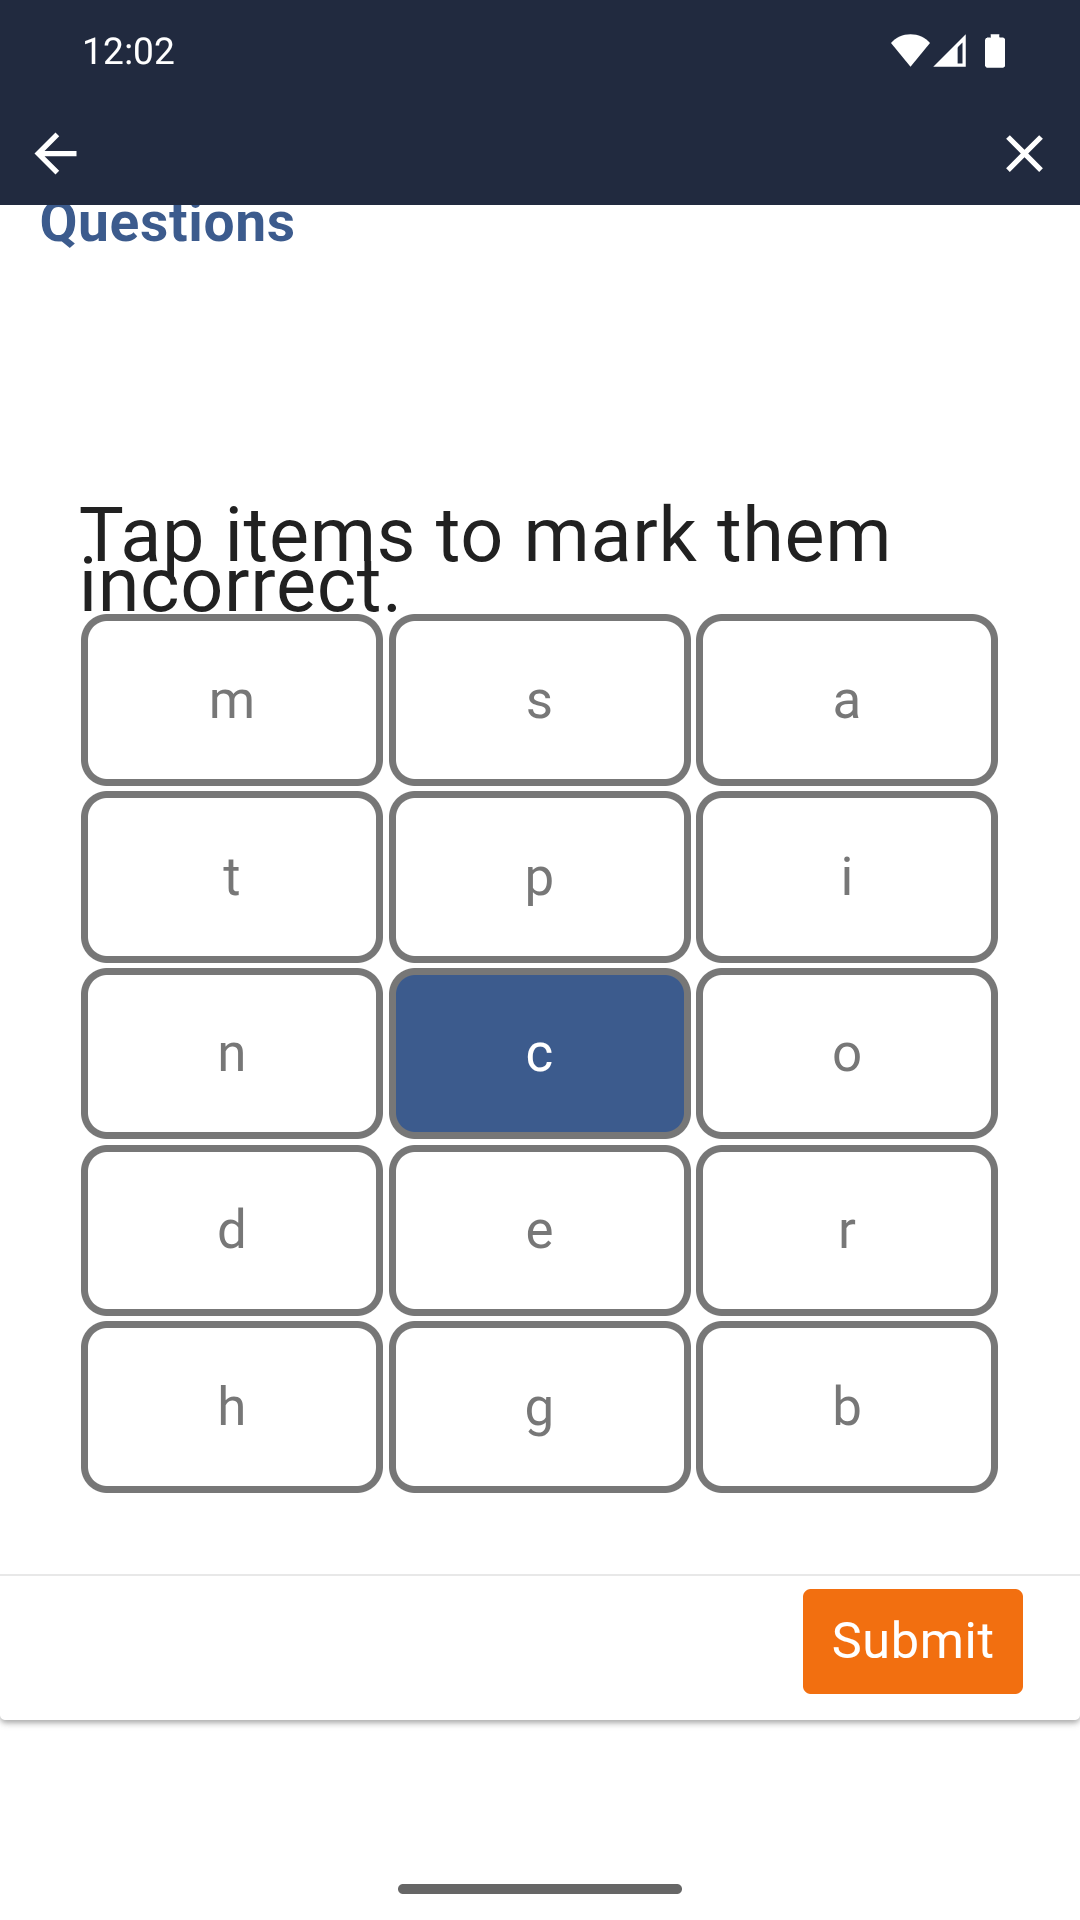 12:02
Questions
Tap items to mark them
incorrect.
m s a
t p i
n c o
d e r
h g b
Submit